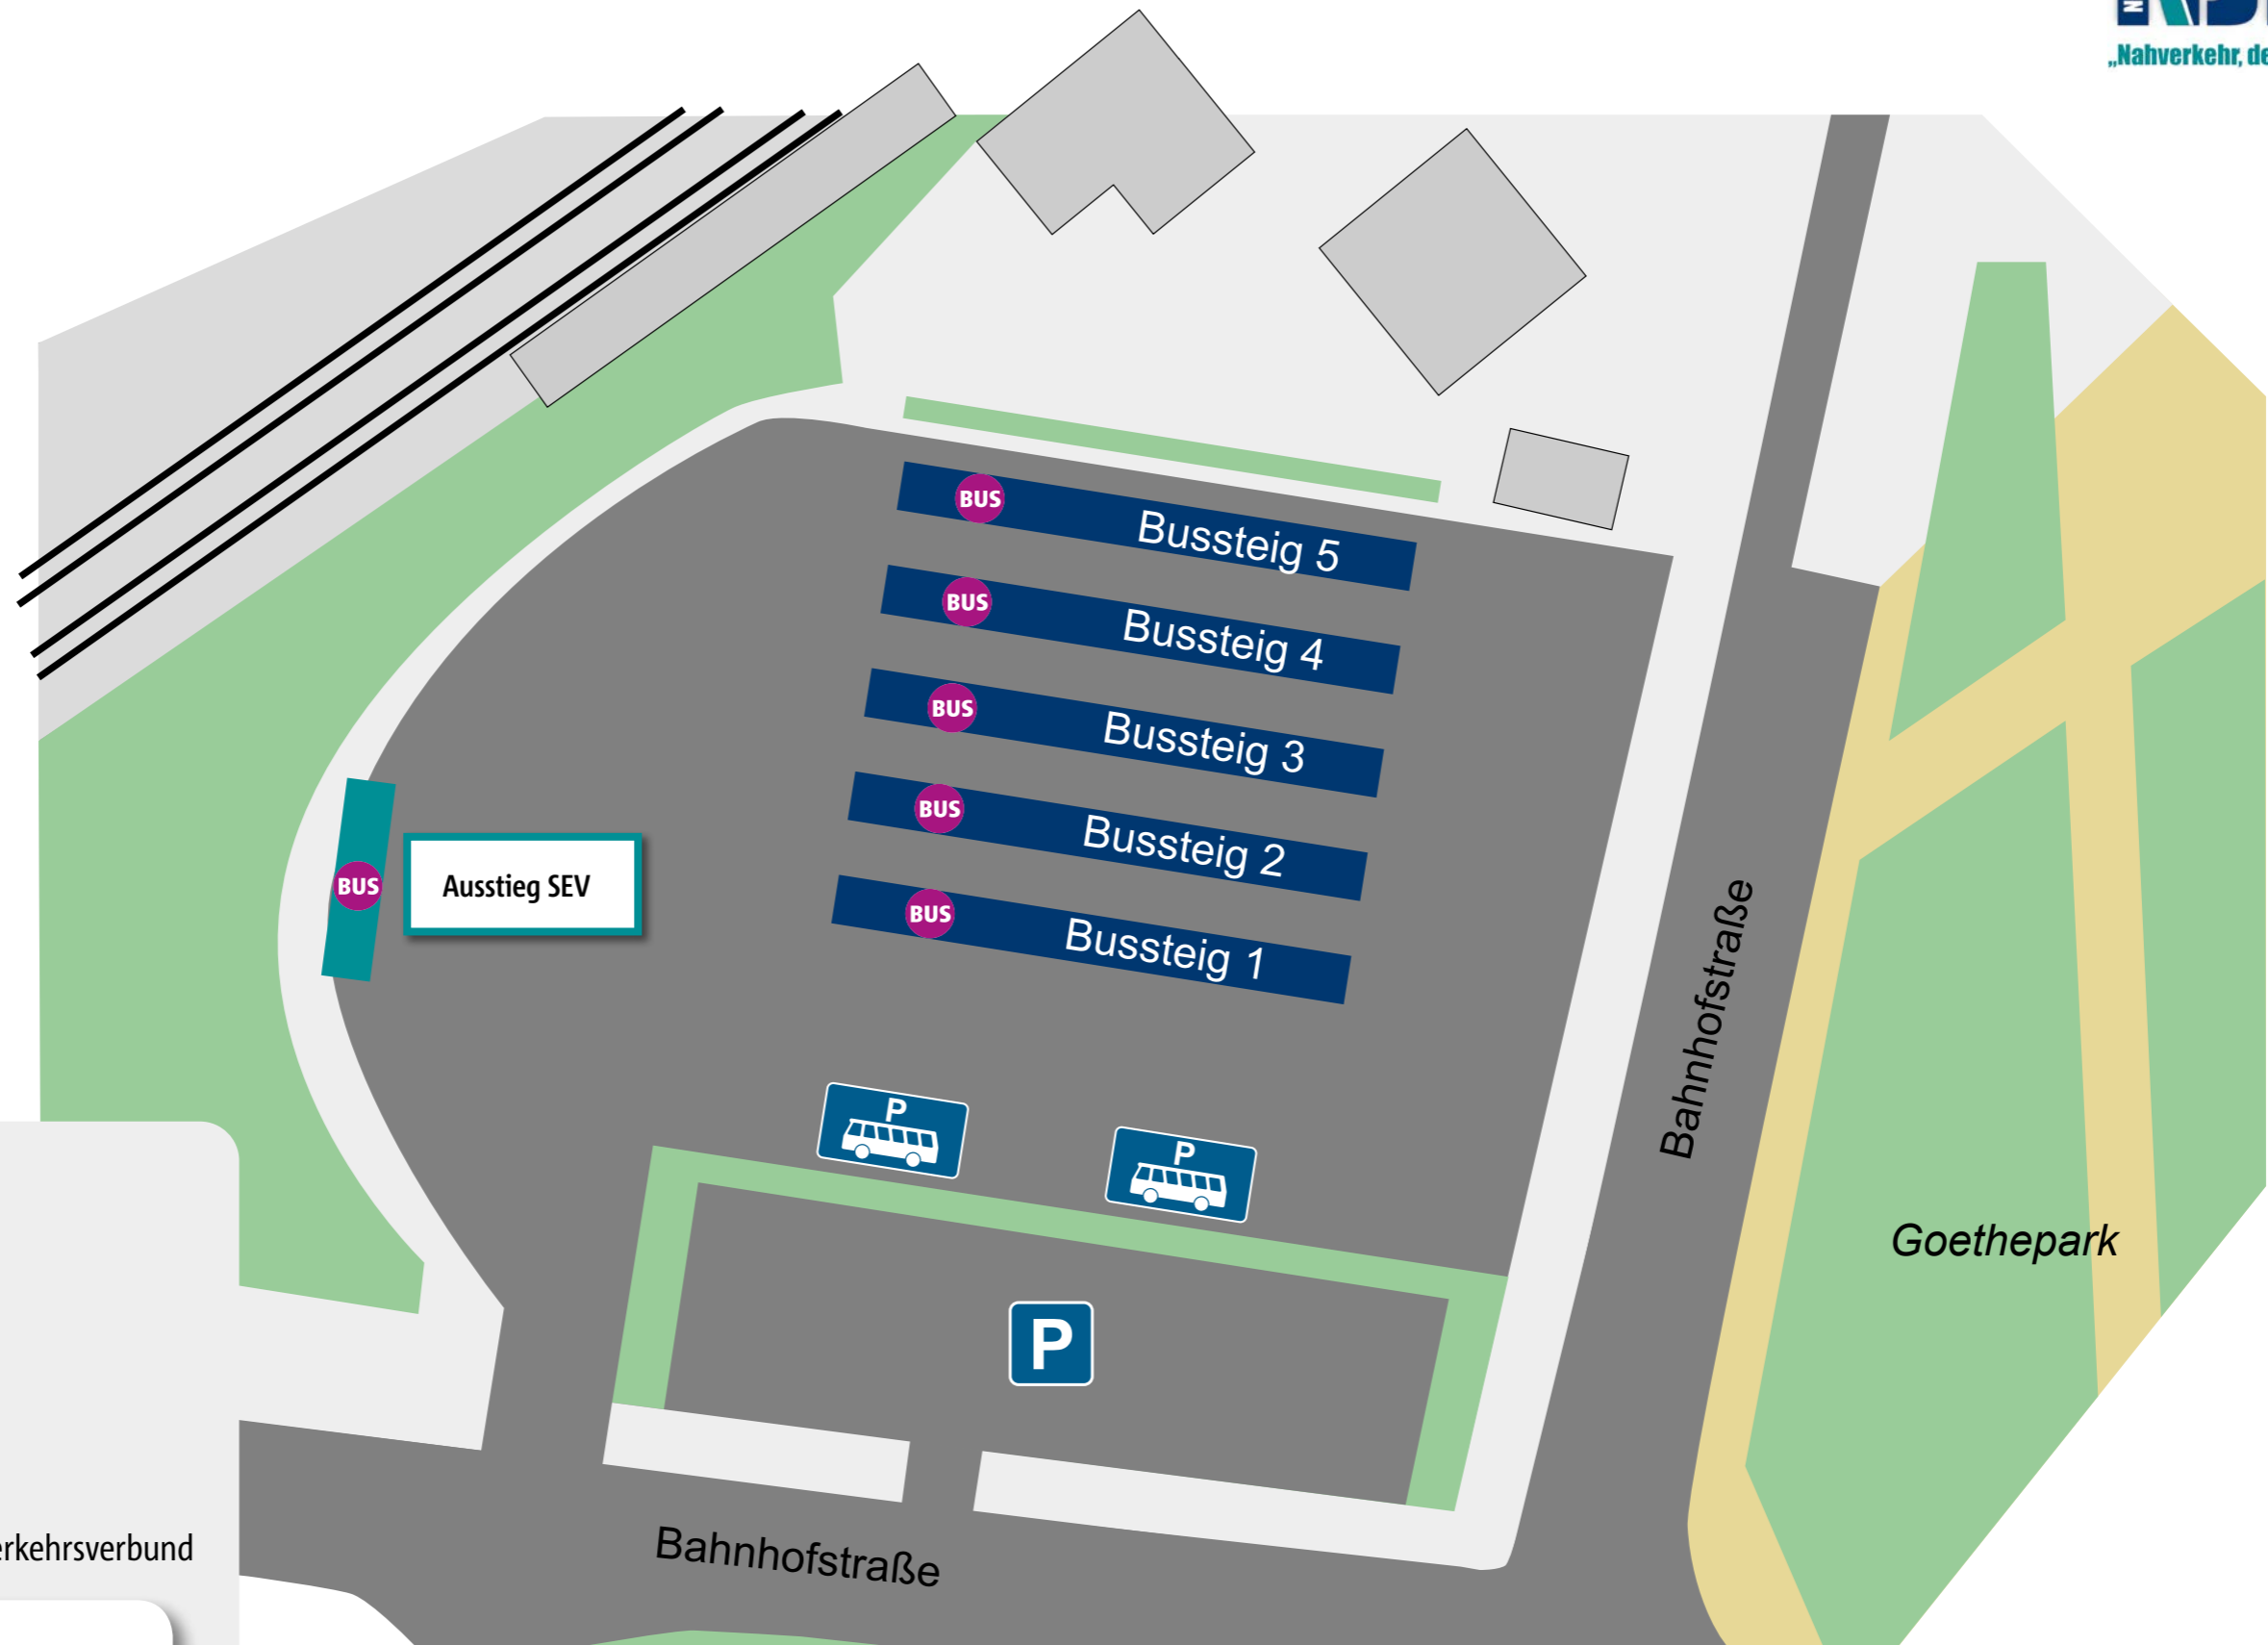 „Nahverkehr, de
BUS
Bussteig 5
BUS
Bussteig 4
BUS
Bussteig 3
BUS
Bussteig 2
BUS
Bussteig 1
BUS
Ausstieg SEV
Bahnhofstraße
P
P
Goethepark
P
erkehrsverbund
Bahnhofstraße